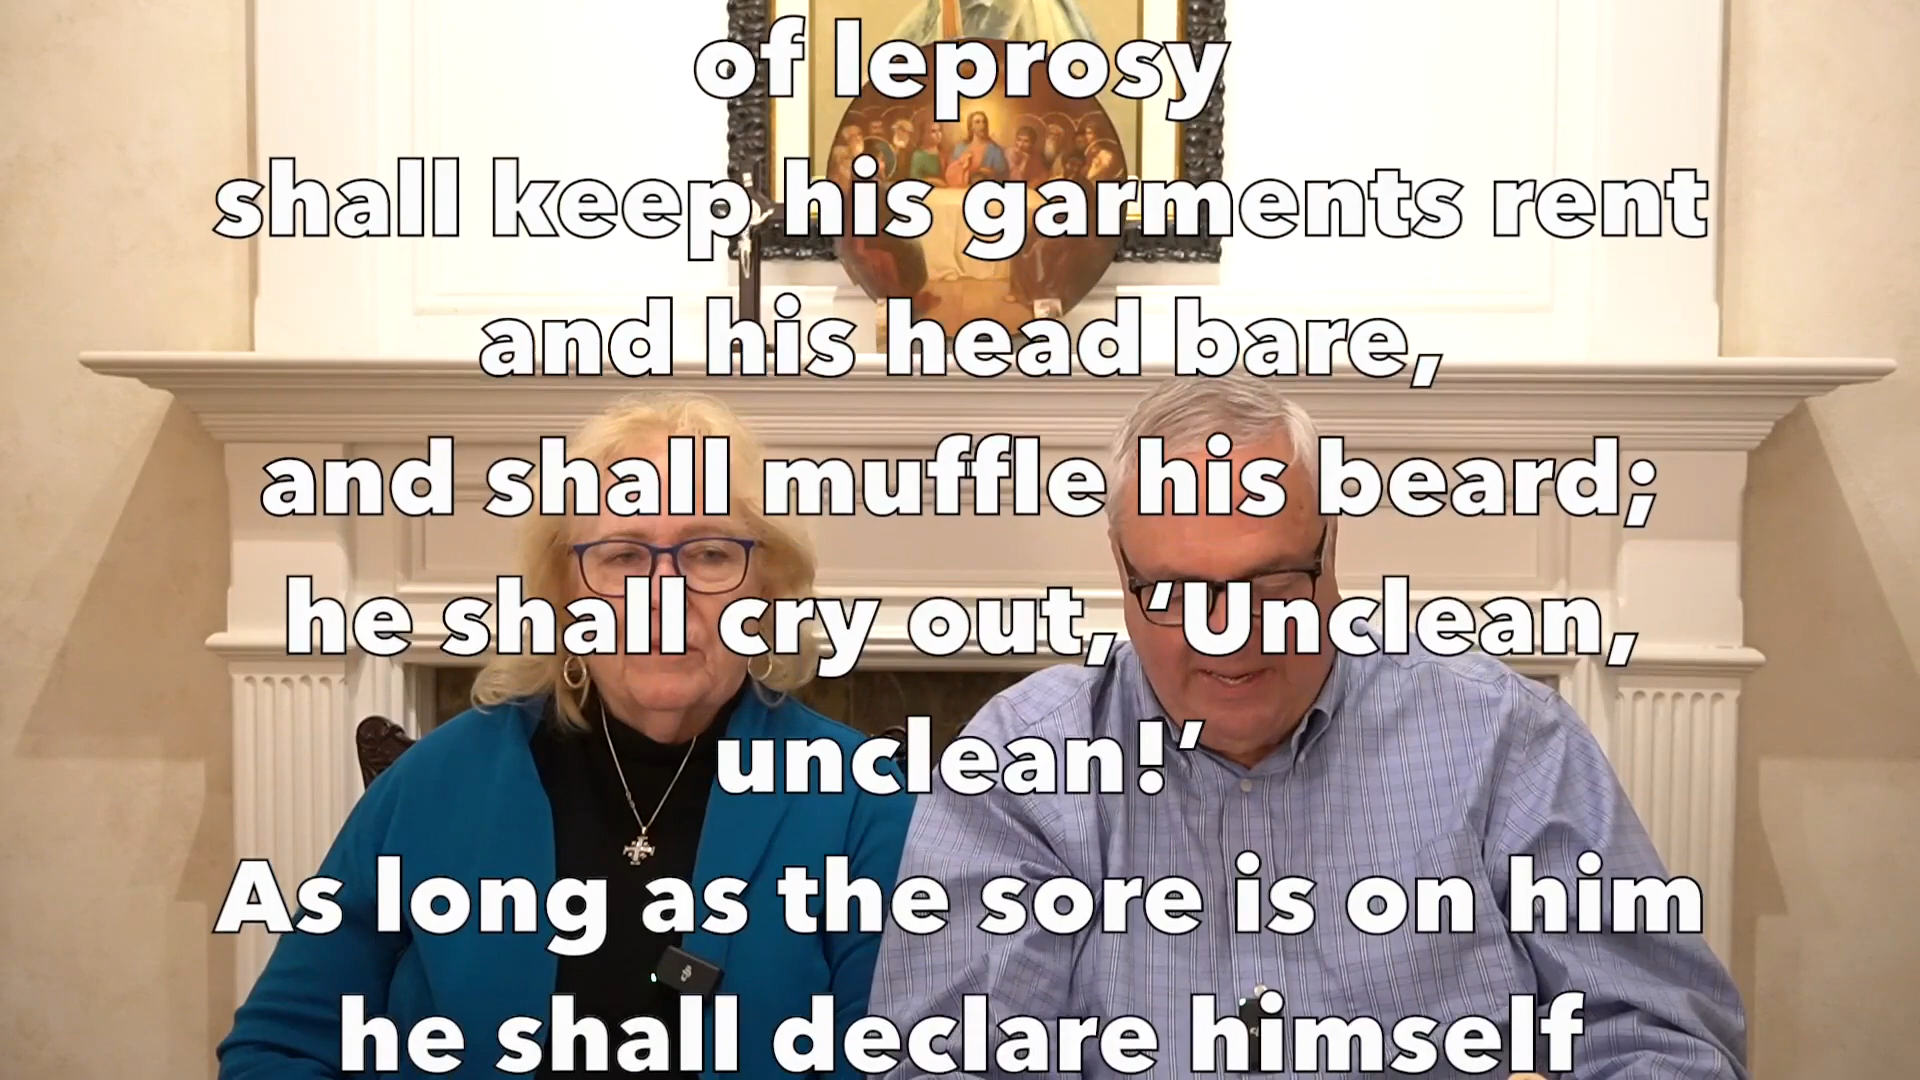 of leprosy
shall keep his garments rent
and his head bare,
and shall muffle his beard;
he shall cry out, ‘Unclean,
unclean!’
As long as the sore is on him
he shall declare himself